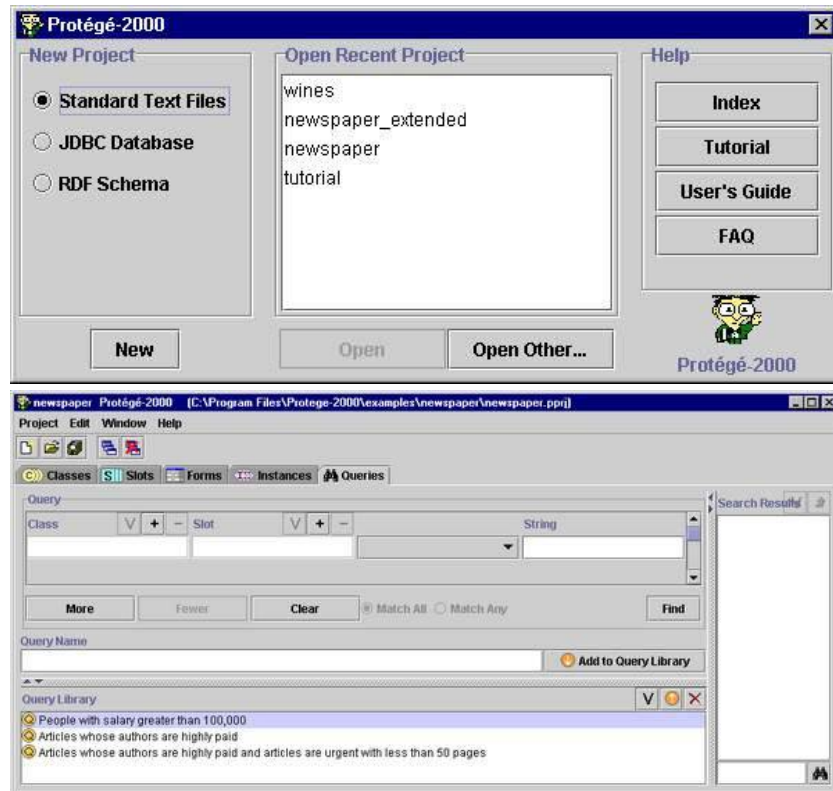 Protégé-2000
New Project
Standard Text Files
JDBC Database
RDF Schema
New
Open Recent Project
wines
newspaper_extended
newspaper
tutorial
Open
Open Other...
Help
Index
Tutorial
User's Guide
FAQ
Protégé-2000
newspaper Protégé-2000 (C:\Program Files\Protege-2000\examples\newspaper\newspaper.pprj)
Project Edit Window Help
C Classes S Slots Forms Instances Queries
Query
Class V + - Slot V + - String
More Fewer Clear Match All Match Any Find
Query Name
Add to Query Library
Query Library V
People with salary greater than 100,000
Articles whose authors are highly paid
Articles whose authors are highly paid and articles are urgent with less than 50 pages
Search Results